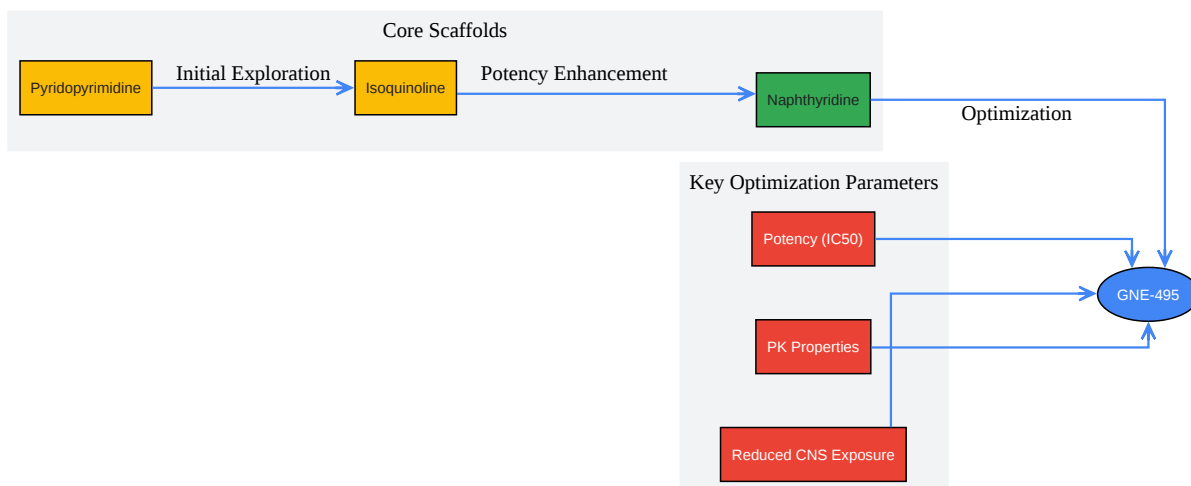 Core Scaffolds
Pyridopyrimidine
Initial Exploration
Isoquinoline
Potency Enhancement
Naphthyridine
Optimization
Key Optimization Parameters
Potency (IC50)
GNE-495
PK Properties
Reduced CNS Exposure